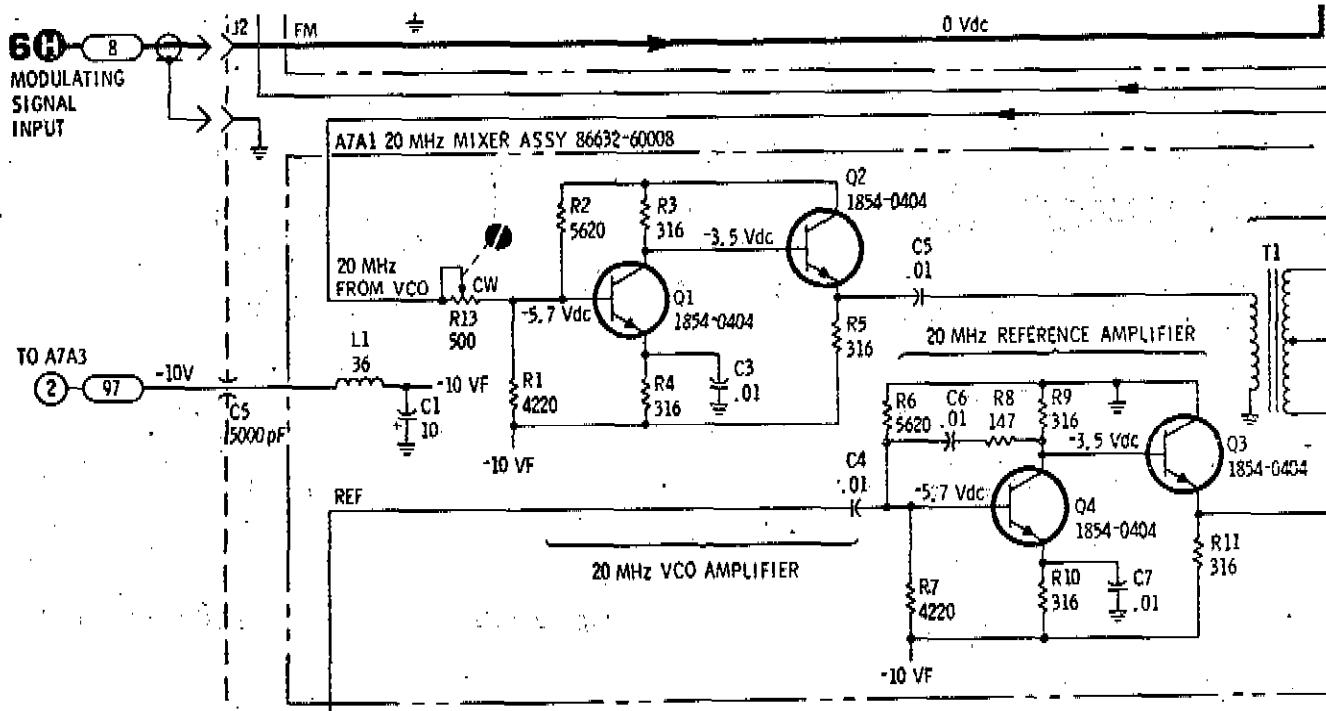 6 H
8
J2
FM
0 Vdc
MODULATING
SIGNAL
INPUT
A7A1 20 MHz MIXER ASSY 86632-60008
Q2
1854-0404
R2
5620
R3
316
-3.5 Vdc
C5
.01
T1
20 MHz
FROM VCO
CW
R13
500
-5.7 Vdc
Q1
1854-0404
R5
316
20 MHz REFERENCE AMPLIFIER
TO A7A3
2
97
-10V
L1
36
-10 VF
C1
+
10
C5
5000 pF
R1
4220
R4
316
C3
.01
-10 VF
R6
5620
C6
.01
R8
147
R9
316
-3.5 Vdc
Q3
1854-0404
C4
.01
REF
-5.7 Vdc
Q4
1854-0404
20 MHz VCO AMPLIFIER
R7
4220
R10
316
C7
.01
R11
316
-10 VF